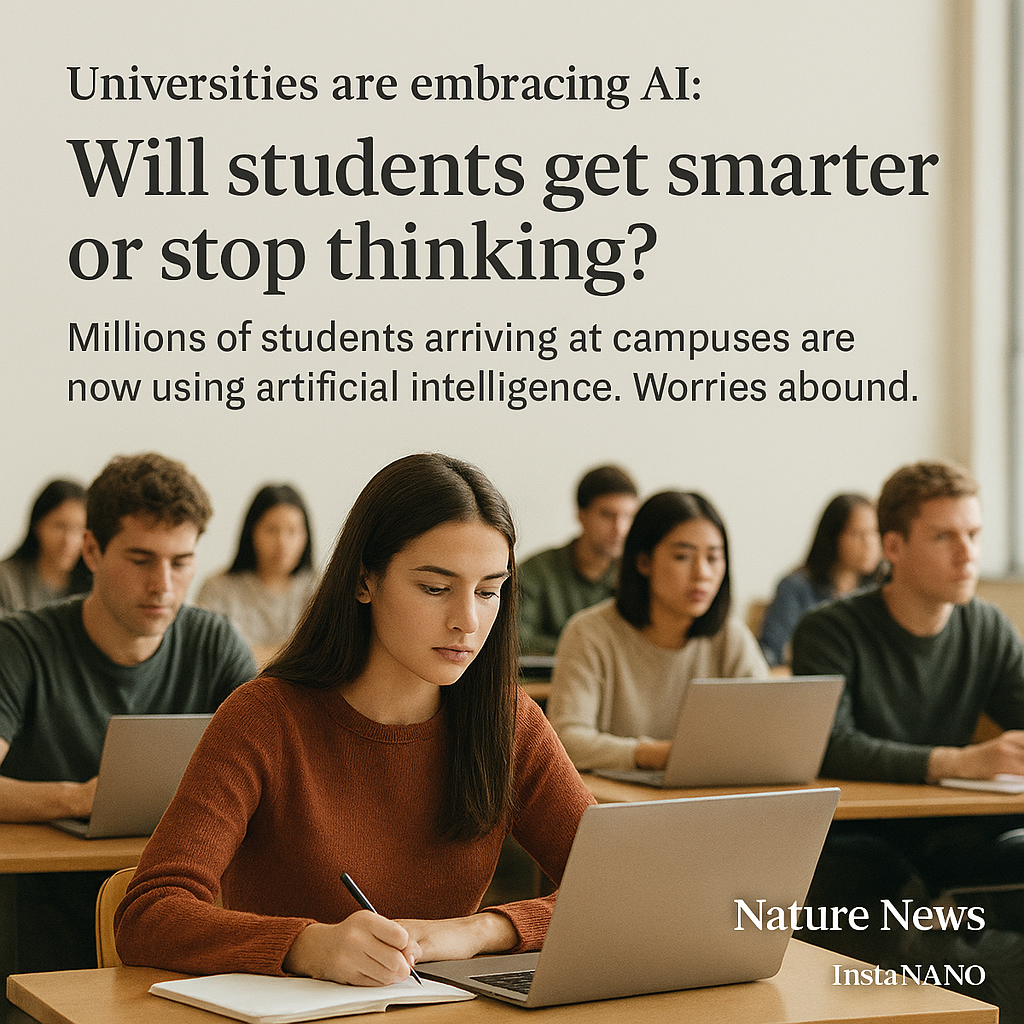 Universities are embracing AI:
Will students get smarter
or stop thinking?
Millions of students arriving at campuses are
now using artificial intelligence. Worries abound.
Nature News
InstaNANO